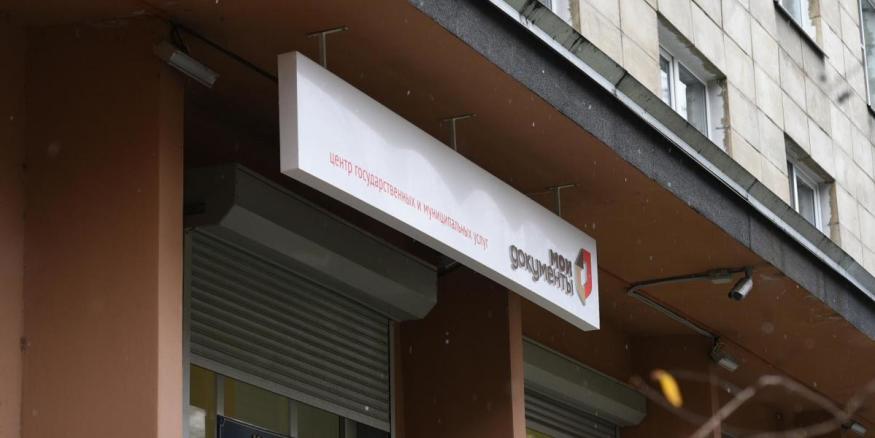 центр государственных и муниципальных услуг
мои
документы